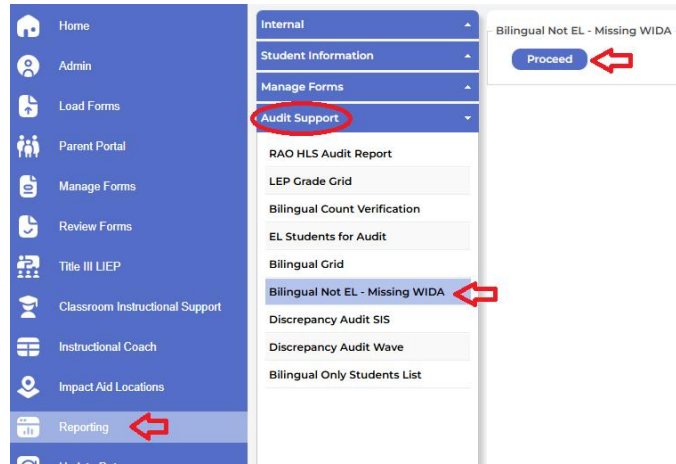 Home
Admin
Load Forms
Parent Portal
Manage Forms
Review Forms
Title III LIEP
Classroom Instructional Support
Instructional Coach
Impact Aid Locations
Reporting
Internal
Student Information
Manage Forms
Audit Support
RAO HLS Audit Report
LEP Grade Grid
Bilingual Count Verification
EL Students for Audit
Bilingual Grid
Bilingual Not EL - Missing WIDA
Discrepancy Audit SIS
Discrepancy Audit Wave
Bilingual Only Students List
Bilingual Not EL - Missing WIDA
Proceed